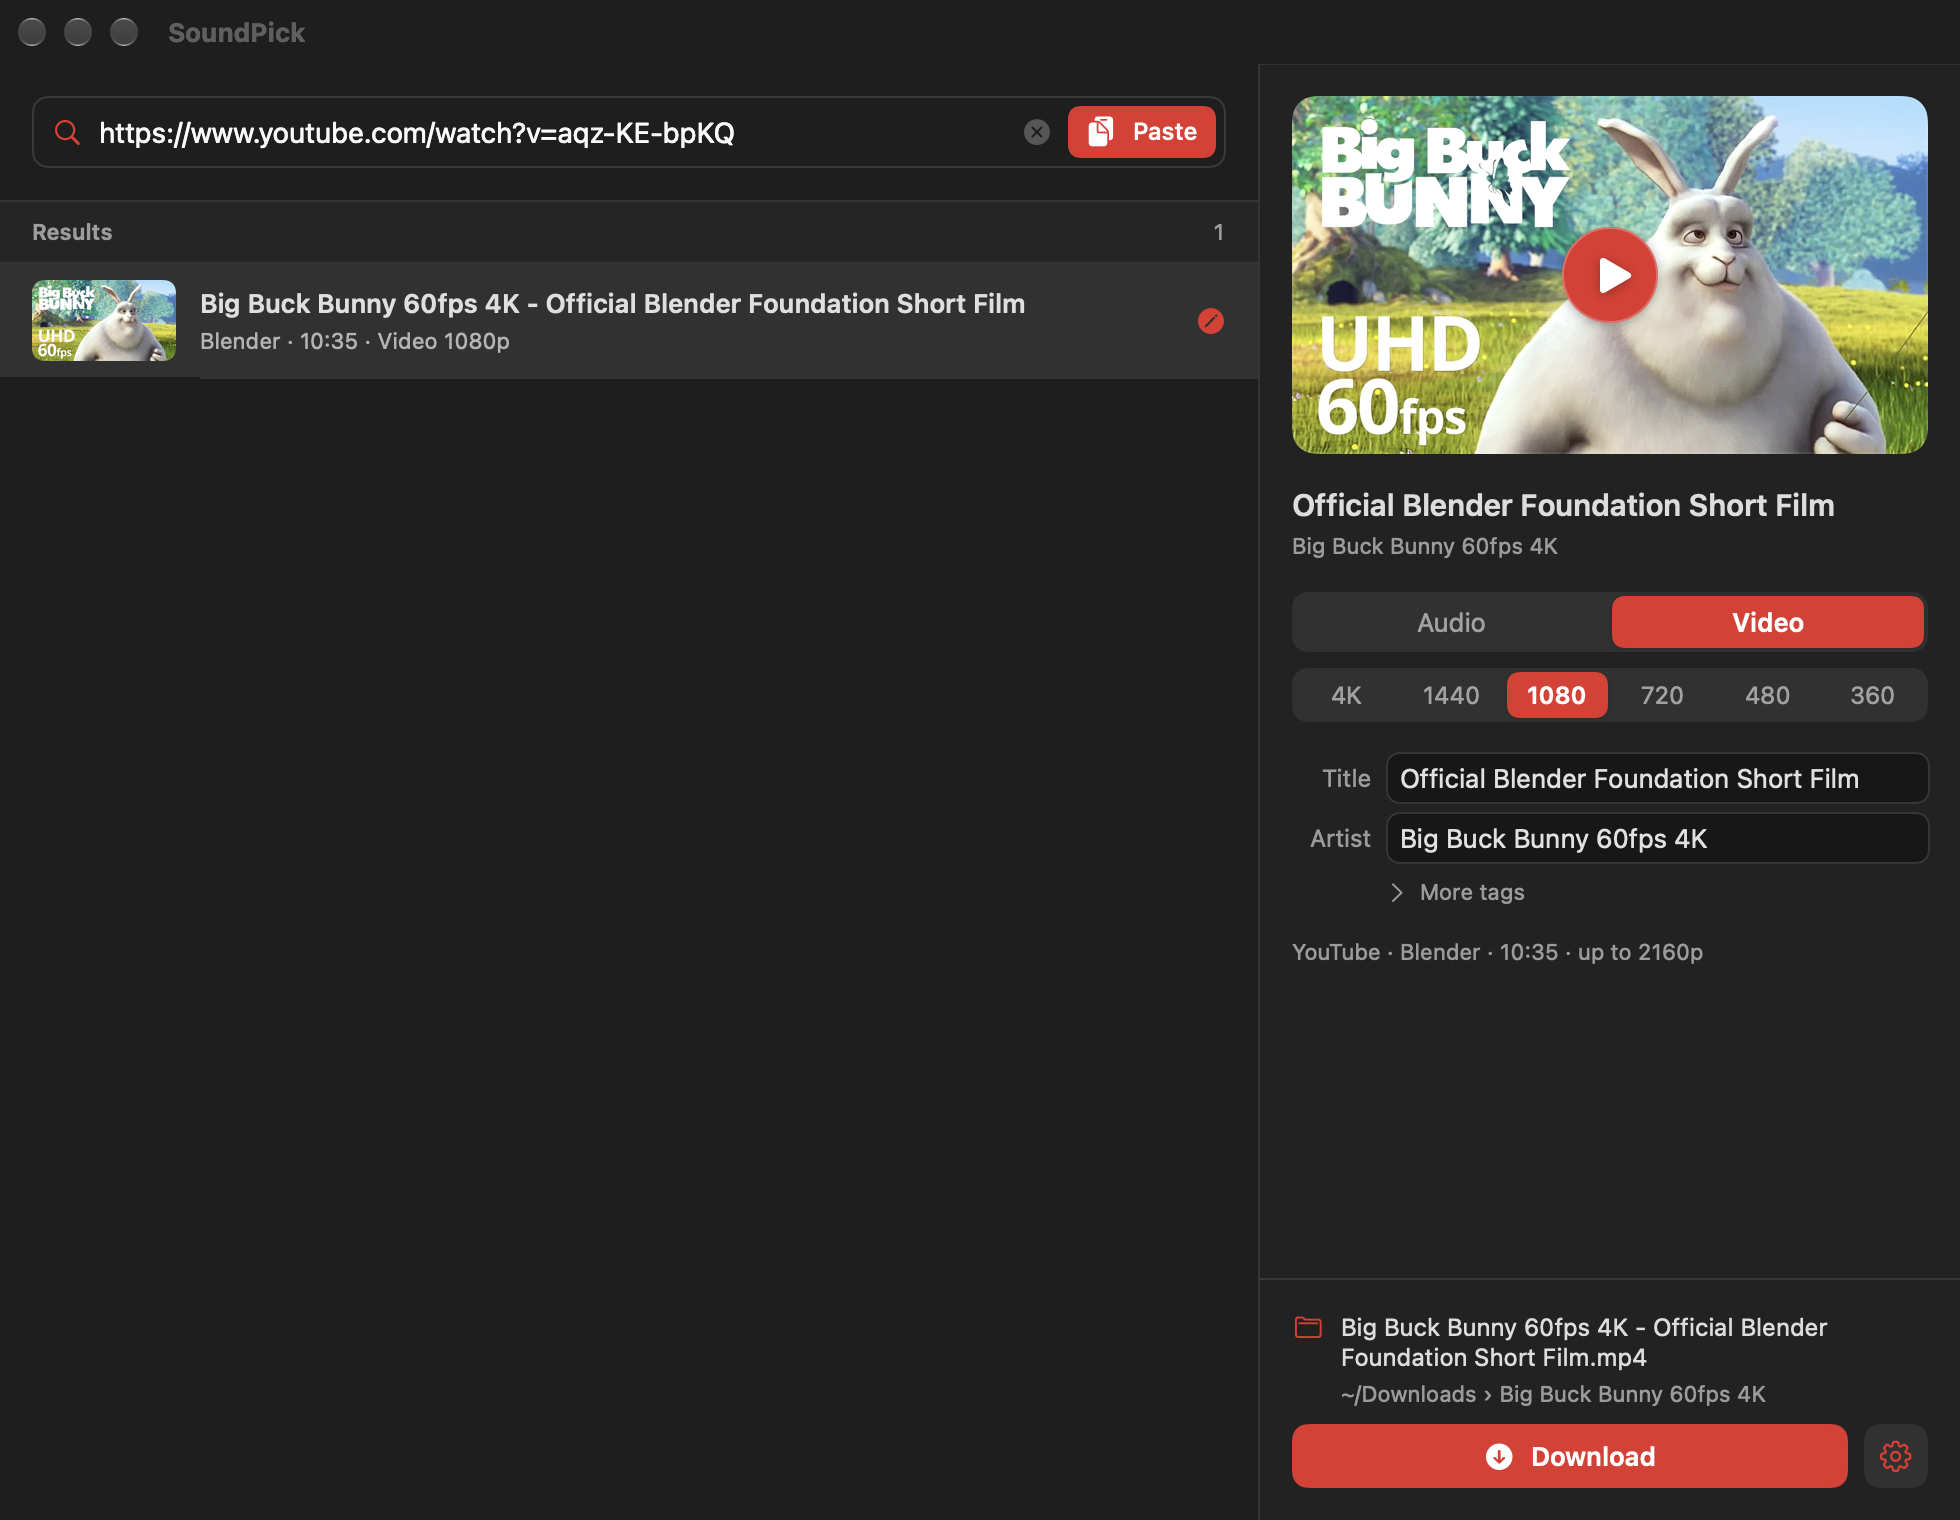 SoundPick
https://www.youtube.com/watch?v=aqz-KE-bpKQ
Paste
Results
1
Big Buck
BUNNY
UHD
60fps
Big Buck Bunny 60fps 4K - Official Blender Foundation Short Film
Blender · 10:35 · Video 1080p
Big Buck
BUNNY
UHD
60fps
Official Blender Foundation Short Film
Big Buck Bunny 60fps 4K
Audio
Video
4K
1440
1080
720
480
360
Title
Official Blender Foundation Short Film
Artist
Big Buck Bunny 60fps 4K
More tags
YouTube · Blender · 10:35 · up to 2160p
Big Buck Bunny 60fps 4K - Official Blender
Foundation Short Film.mp4
~/Downloads › Big Buck Bunny 60fps 4K
Download